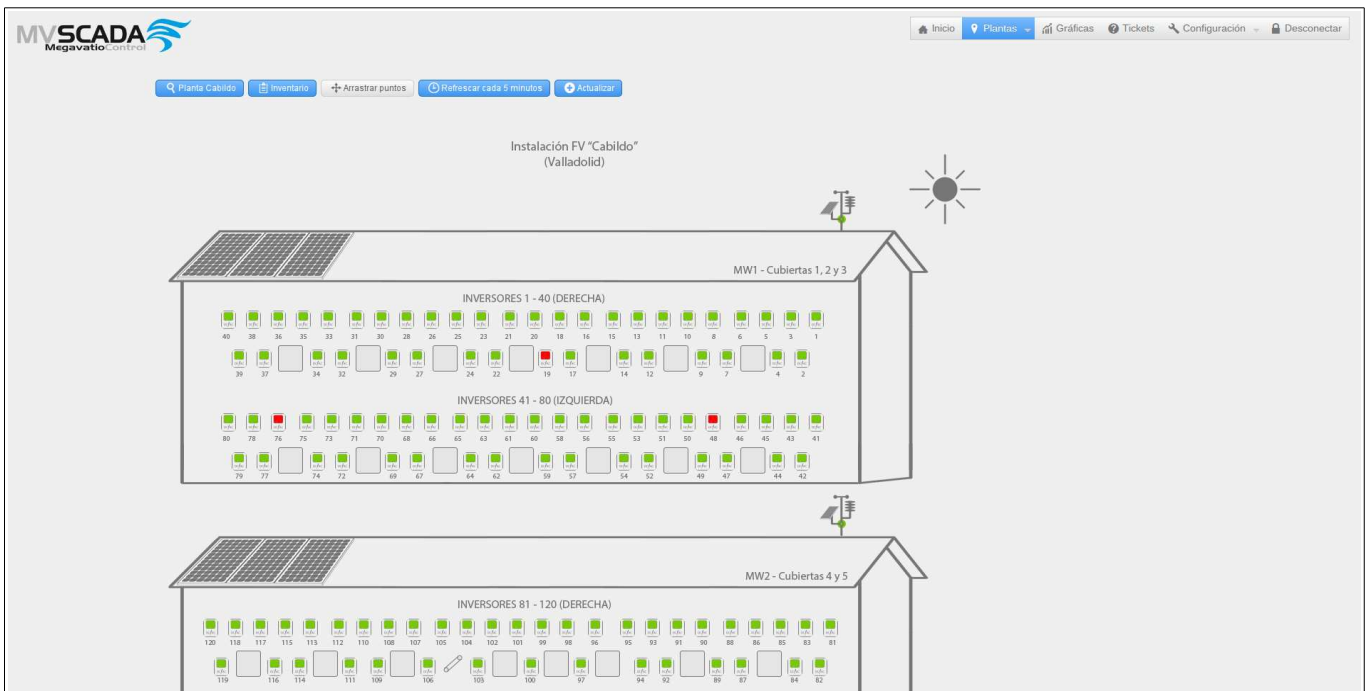 MVSCADA
MegavatioControl
Inicio Plantas Gráficas Tickets Configuración Desconectar
Planta Cabildo Inventario Arrastrar puntos Refrescar cada 5 minutos Actualizar
Instalación FV "Cabildo"
(Valladolid)
MW1 - Cubiertas 1, 2 y 3
INVERSORES 1 - 40 (DERECHA)
40 38 36 35 33 31 30 28 26 25 23 21 20 18 16 15 13 11 10 8 6 5 3 1
39 37 34 32 29 27 24 22 19 17 14 12 9 7 4 2
INVERSORES 41 - 80 (IZQUIERDA)
80 78 76 75 73 71 70 68 66 65 63 61 60 58 56 55 53 51 50 48 46 45 43 41
79 77 74 72 69 67 64 62 59 57 54 52 49 47 44 42
MW2 - Cubiertas 4 y 5
INVERSORES 81 - 120 (DERECHA)
120 118 117 115 113 112 110 108 107 105 104 102 101 99 98 96 95 93 91 90 88 86 85 83 81
119 116 114 111 109 106 103 100 97 94 92 89 87 84 82